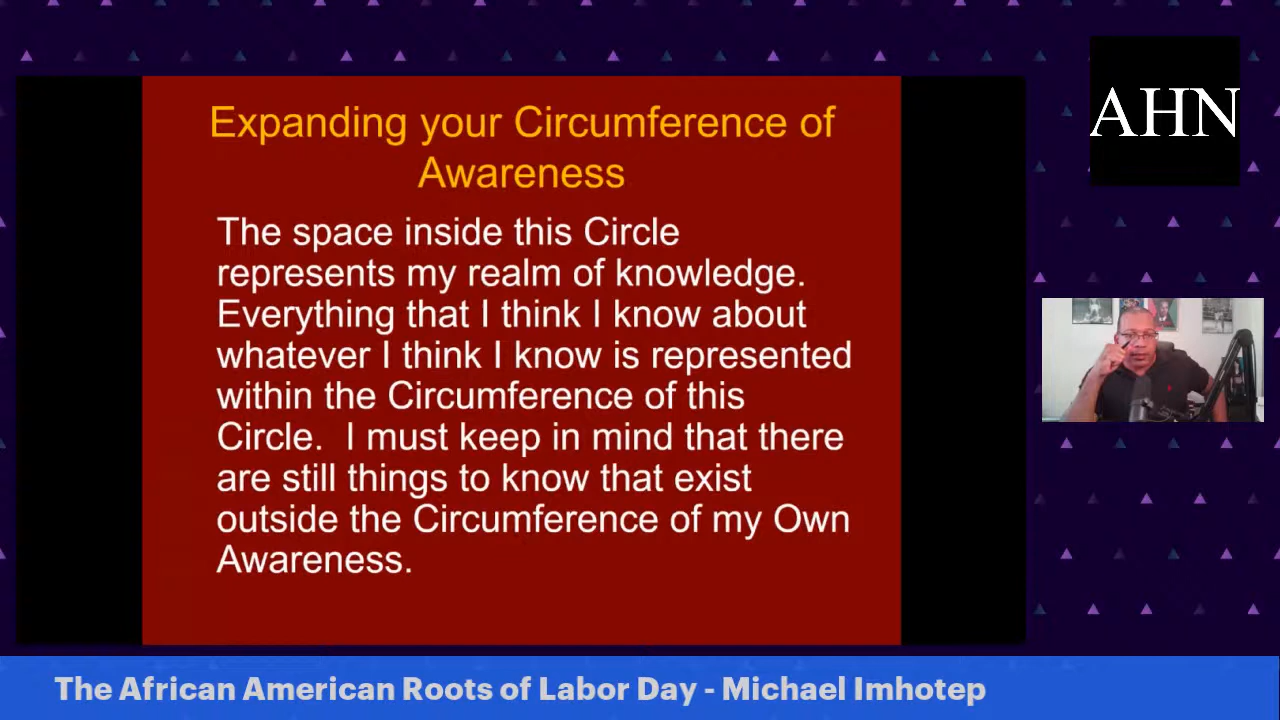 Expanding your Circumference of
Awareness
The space inside this Circle
represents my realm of knowledge.
Everything that I think I know about
whatever I think I know is represented
within the Circumference of this
Circle.  I must keep in mind that there
are still things to know that exist
outside the Circumference of my Own
Awareness.
AHN
The African American Roots of Labor Day - Michael Imhotep